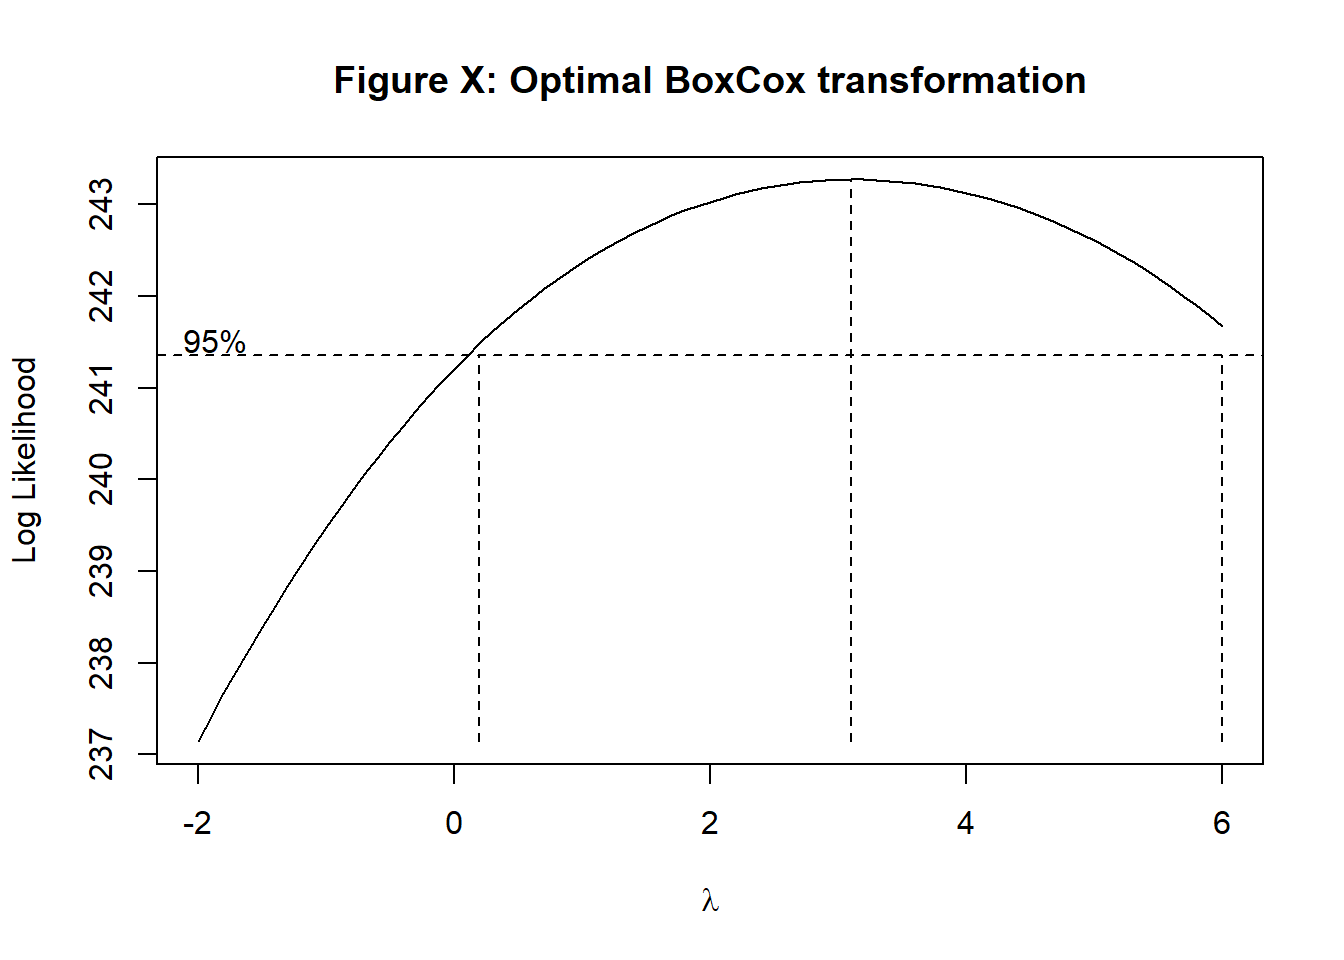 Figure X: Optimal BoxCox transformation
Log Likelihood
243
242
241
240
239
238
237
95%
-2 0 2 4 6
λ